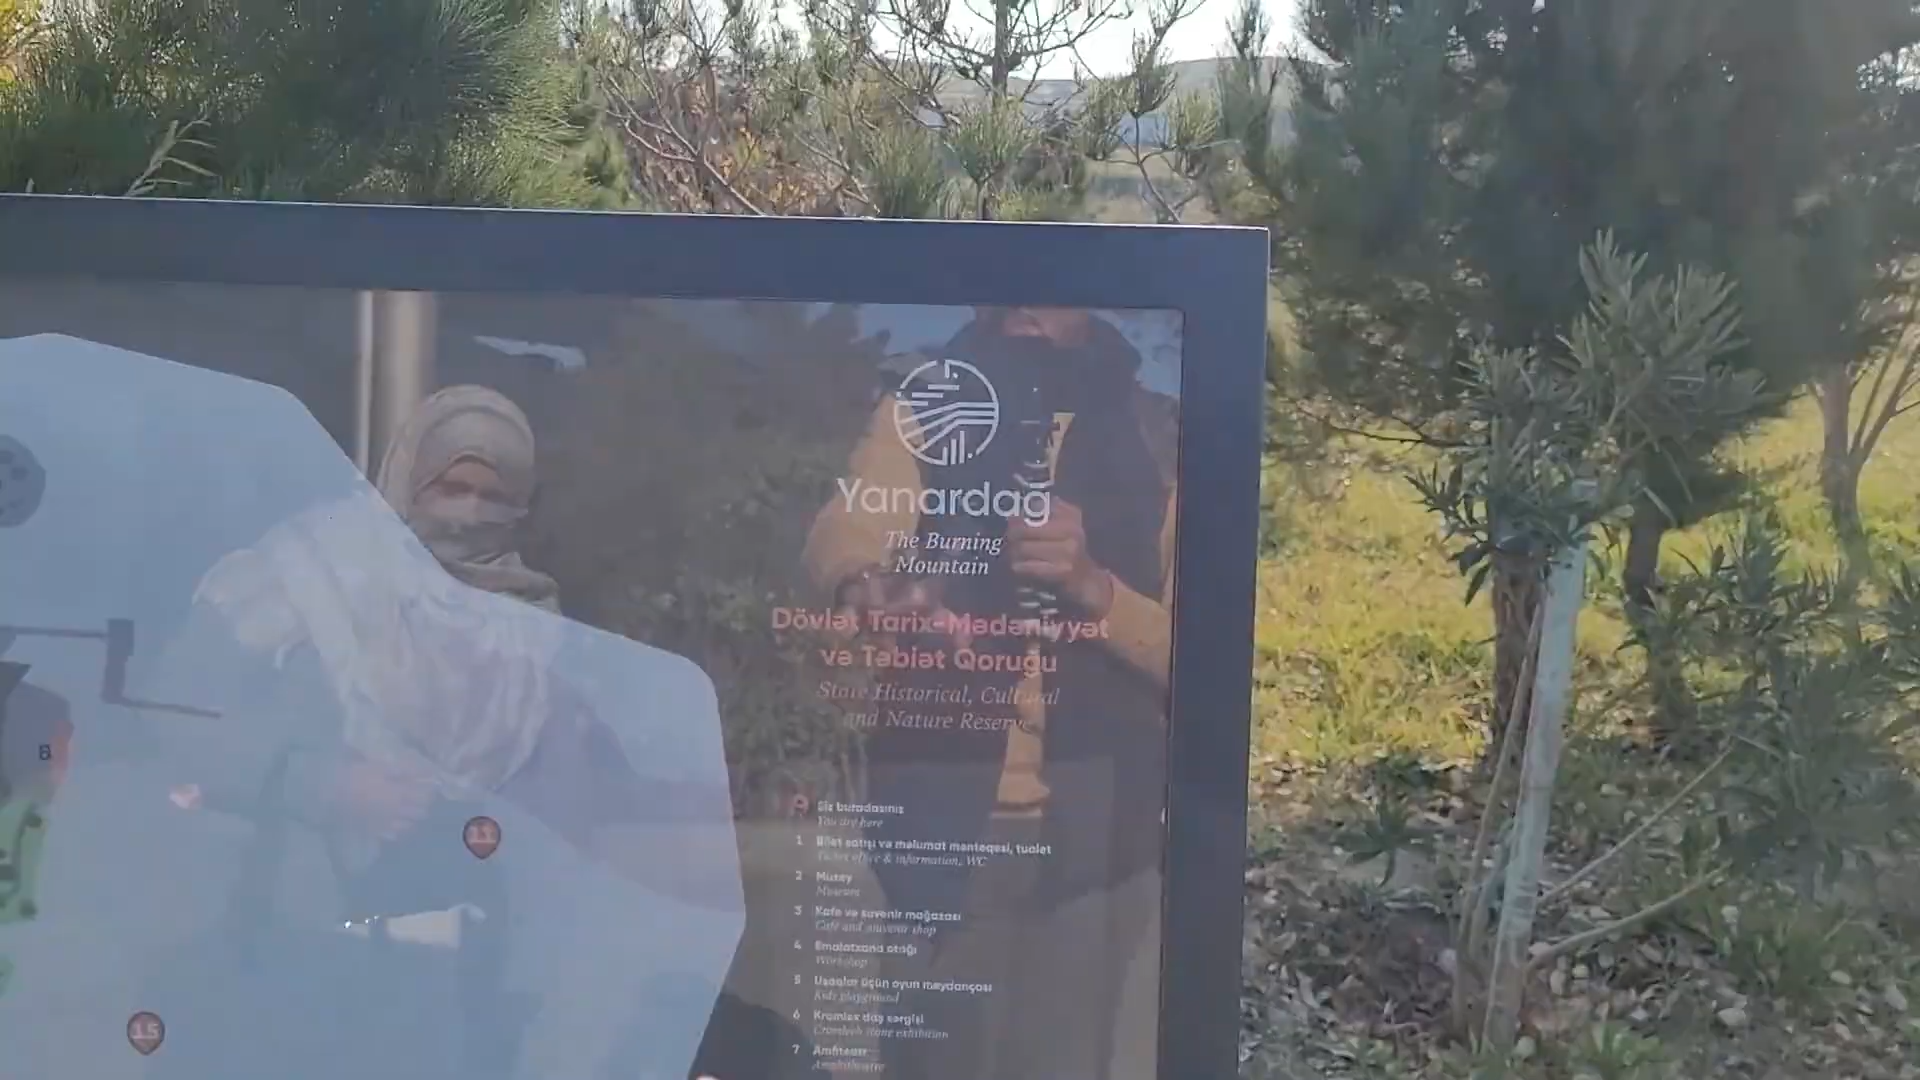 Yanardağ
The Burning
Mountain
Dövlət Tarix-Mədəniyyət
və Təbiət Qoruğu
State Historical, Cultural
and Nature Reserve
Siz buradasınız
You are here
1 Bilet satışı və məlumat məntəqəsi, tualet
Ticket office & information, WC
2 Muzey
Museum
3 Kafe və suvenir mağazası
Café and souvenir shop
4 Emalatxana otağı
Workshop
5 Uşaqlar üçün oyun meydançası
Kids playground
6 Kromlex daş sərgisi
Cromlech stone exhibition
7 Amfiteatr
Amphitheatre
8
13
15